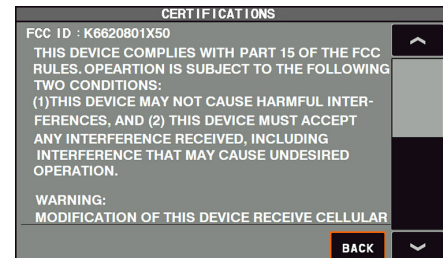 CERTIFICATIONS
FCC ID : K6620801X50
THIS DEVICE COMPLIES WITH PART 15 OF THE FCC
RULES. OPEARTION IS SUBJECT TO THE FOLLOWING
TWO CONDITIONS:
(1)THIS DEVICE MAY NOT CAUSE HARMFUL INTER-
FERENCES, AND (2) THIS DEVICE MUST ACCEPT
ANY INTERFERENCE RECEIVED, INCLUDING
INTERFERENCE THAT MAY CAUSE UNDESIRED
OPERATION.
WARNING:
MODIFICATION OF THIS DEVICE RECEIVE CELLULAR
BACK